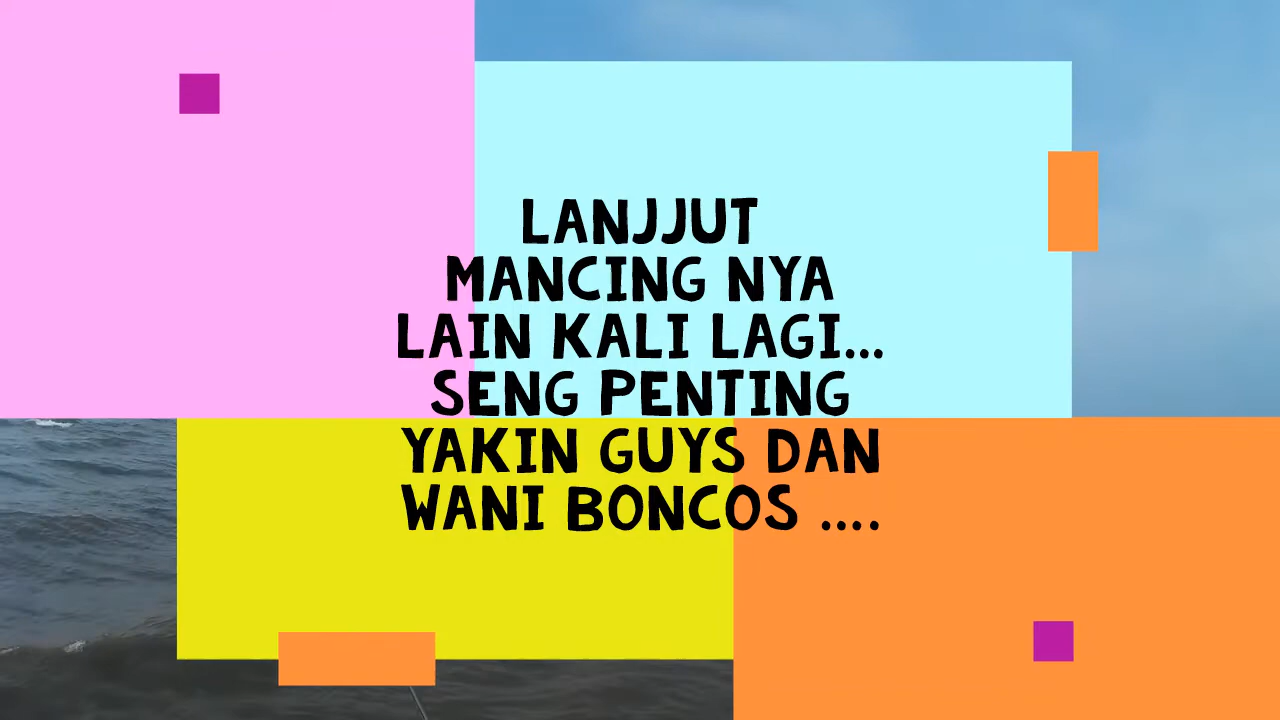 LANJJUT
MANCING NYA
LAIN KALI LAGI...
SENG PENTING
YAKIN GUYS DAN
WANI BONCOS ....